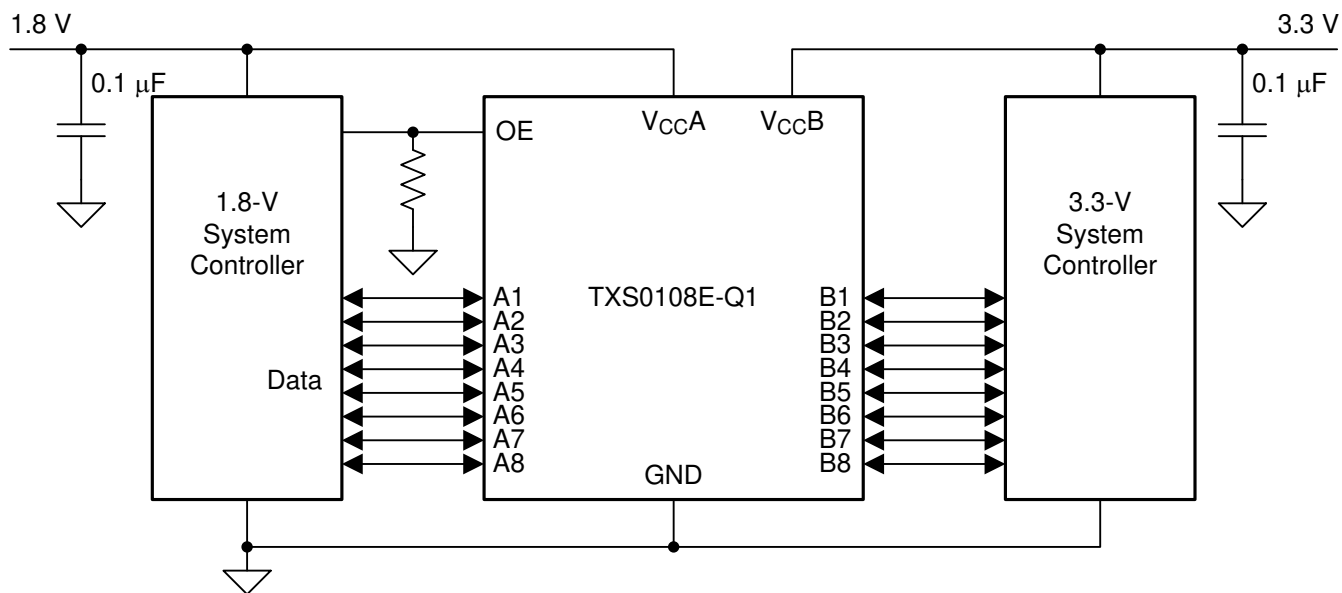 1.8 V
3.3 V
0.1 μF
0.1 μF
OE
VCCA
VCCB
1.8-V
System
Controller
3.3-V
System
Controller
TXS0108E-Q1
Data
A1
A2
A3
A4
A5
A6
A7
A8
B1
B2
B3
B4
B5
B6
B7
B8
GND